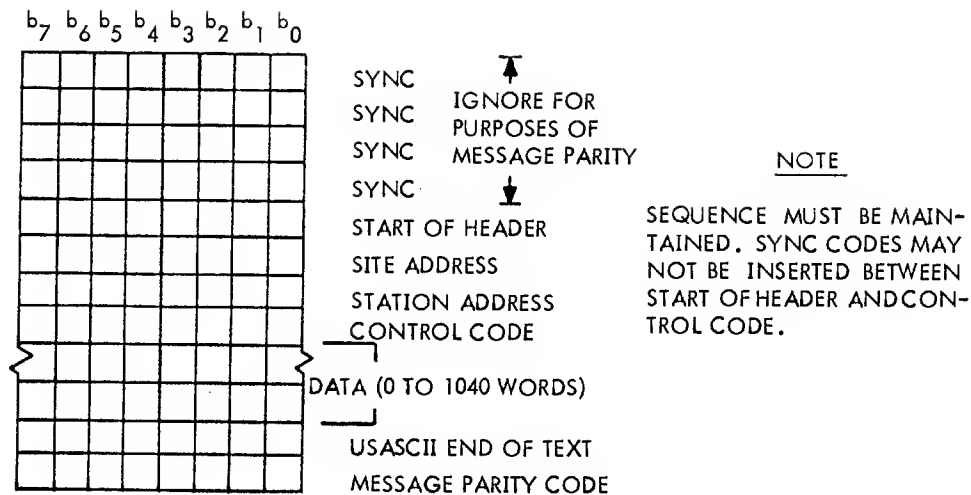 b7 b6 b5 b4 b3 b2 b1 b0
SYNC
SYNC
SYNC
SYNC
IGNORE FOR
PURPOSES OF
MESSAGE PARITY
START OF HEADER
SITE ADDRESS
STATION ADDRESS
CONTROL CODE
DATA (0 TO 1040 WORDS)
USASCII END OF TEXT
MESSAGE PARITY CODE
NOTE
SEQUENCE MUST BE MAIN-
TAINED. SYNC CODES MAY
NOT BE INSERTED BETWEEN
START OF HEADER AND CON-
TROL CODE.